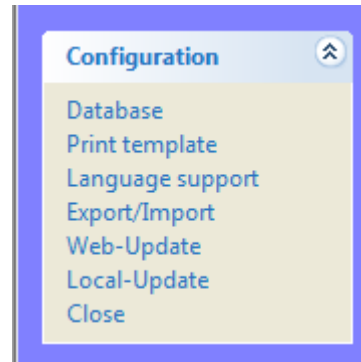 Configuration
Database
Print template
Language support
Export/Import
Web-Update
Local-Update
Close